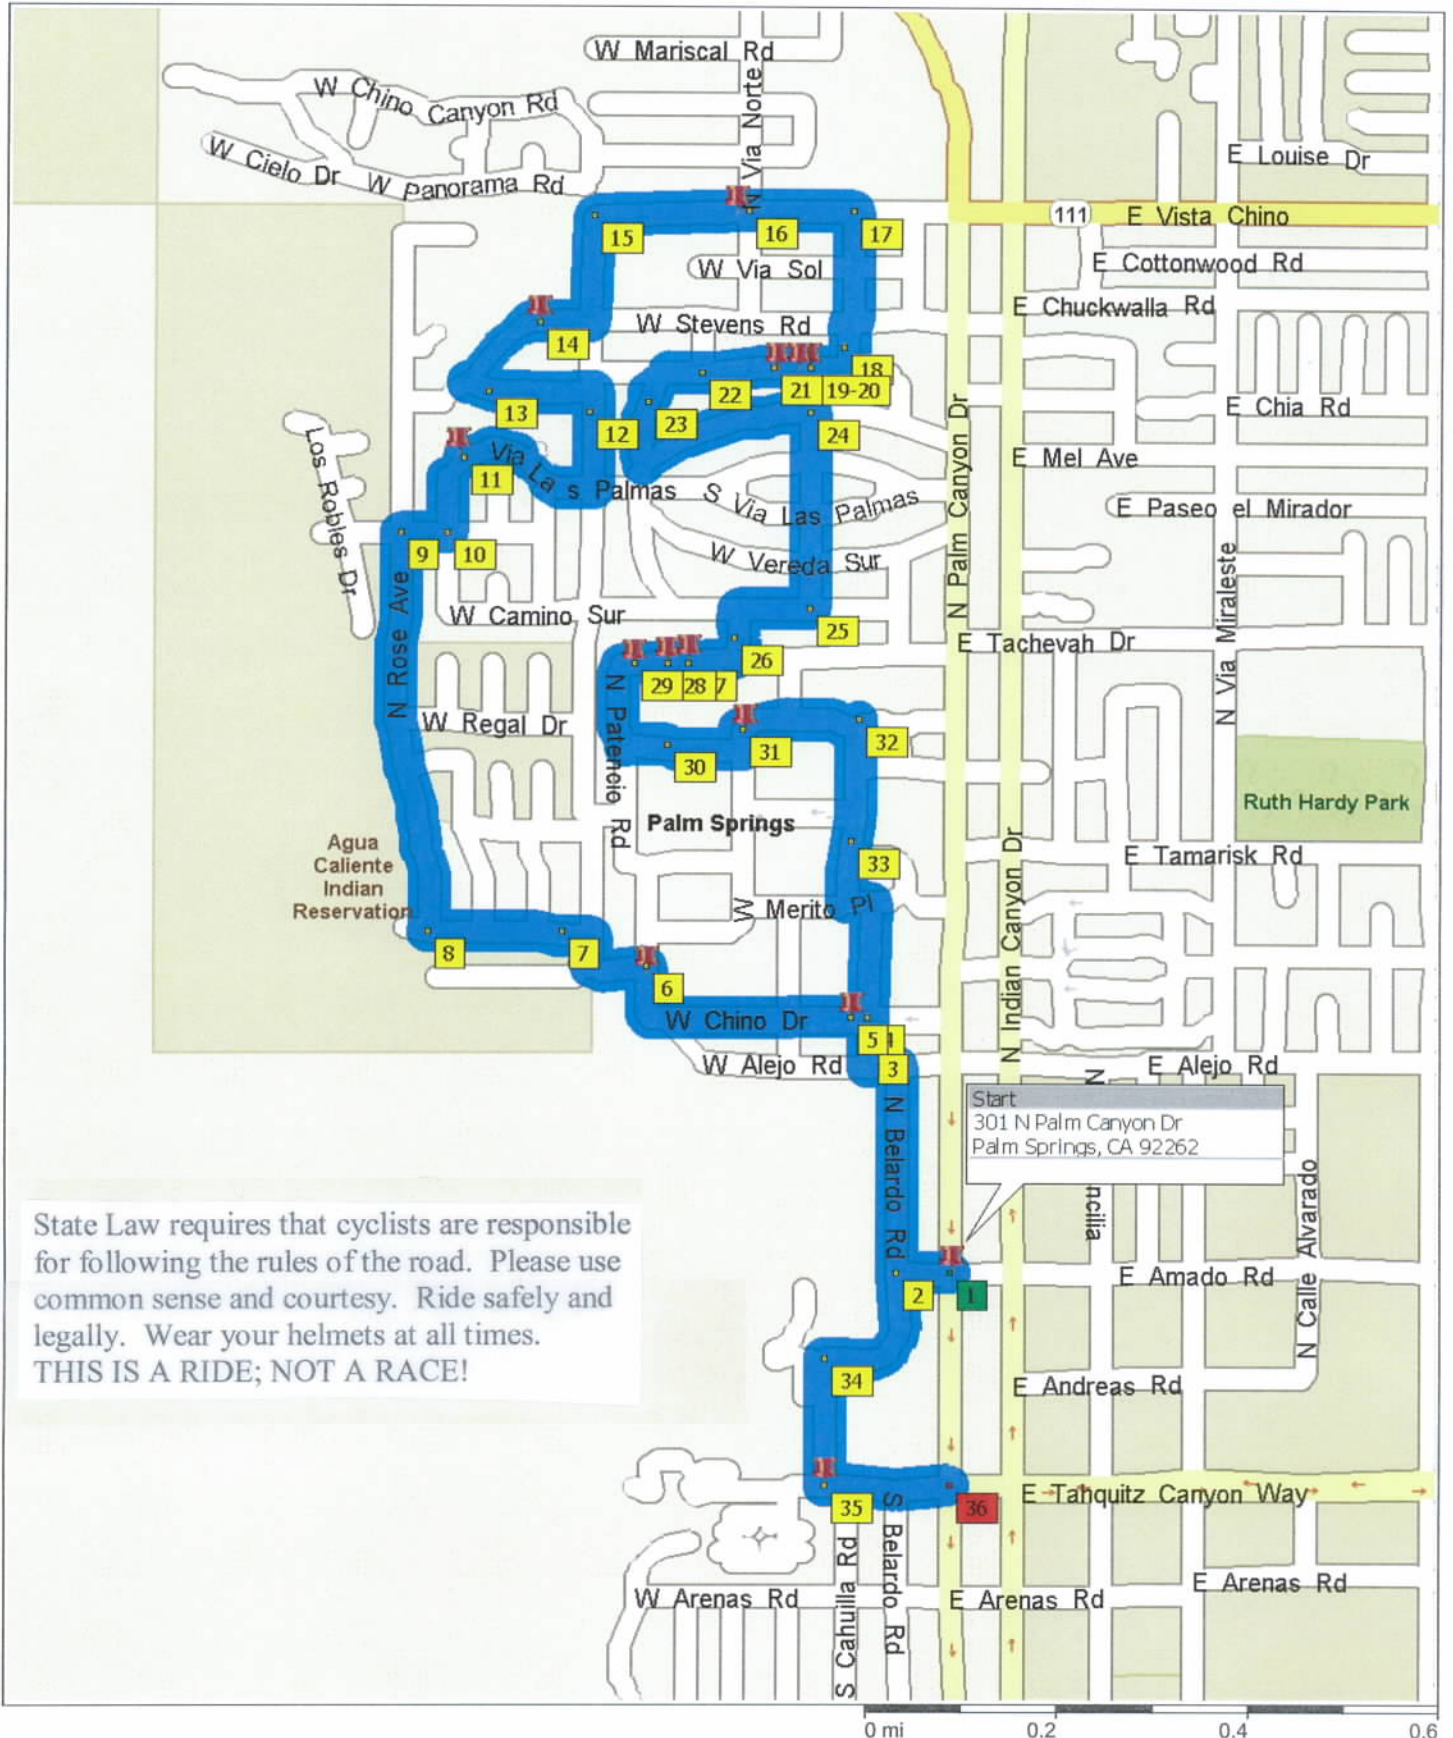 W Mariscal Rd
W Chino Canyon Rd
N Via Norte
W Cielo Dr
W Panorama Rd
E Louise Dr
111
E Vista Chino
15
16
17
W Via Sol
E Cottonwood Rd
E Chuckwalla Rd
W Stevens Rd
14
18
22
21
19-20
13
23
12
24
N Palm Canyon Dr
E Chia Rd
Los Robles Dr
11
Via Las Palmas
S Via Las Palmas
E Mel Ave
E Paseo el Mirador
9
10
W Vereda Sur
N Rose Ave
W Camino Sur
25
E Tachevah Dr
N Via Miraleste
26
29
28
7
N Patencio Rd
W Regal Dr
32
31
30
Palm Springs
Ruth Hardy Park
Agua
Caliente
Indian
Reservation
33
E Tamarisk Rd
N Indian Canyon Dr
W Merito Pl
8
7
6
W Chino Dr
5
W Alejo Rd
3
E Alejo Rd
N
Start
301 N Palm Canyon Dr
Palm Springs, CA 92262
N Belardo Rd
ncilia
N Calle Alvarado
State Law requires that cyclists are responsible
for following the rules of the road. Please use
common sense and courtesy. Ride safely and
legally. Wear your helmets at all times.
THIS IS A RIDE; NOT A RACE!
2
1
E Amado Rd
34
E Andreas Rd
35
36
E Tahquitz Canyon Way
S Belardo Rd
S Cahuilla Rd
W Arenas Rd
E Arenas Rd
E Arenas Rd
0 mi
0.2
0.4
0.6